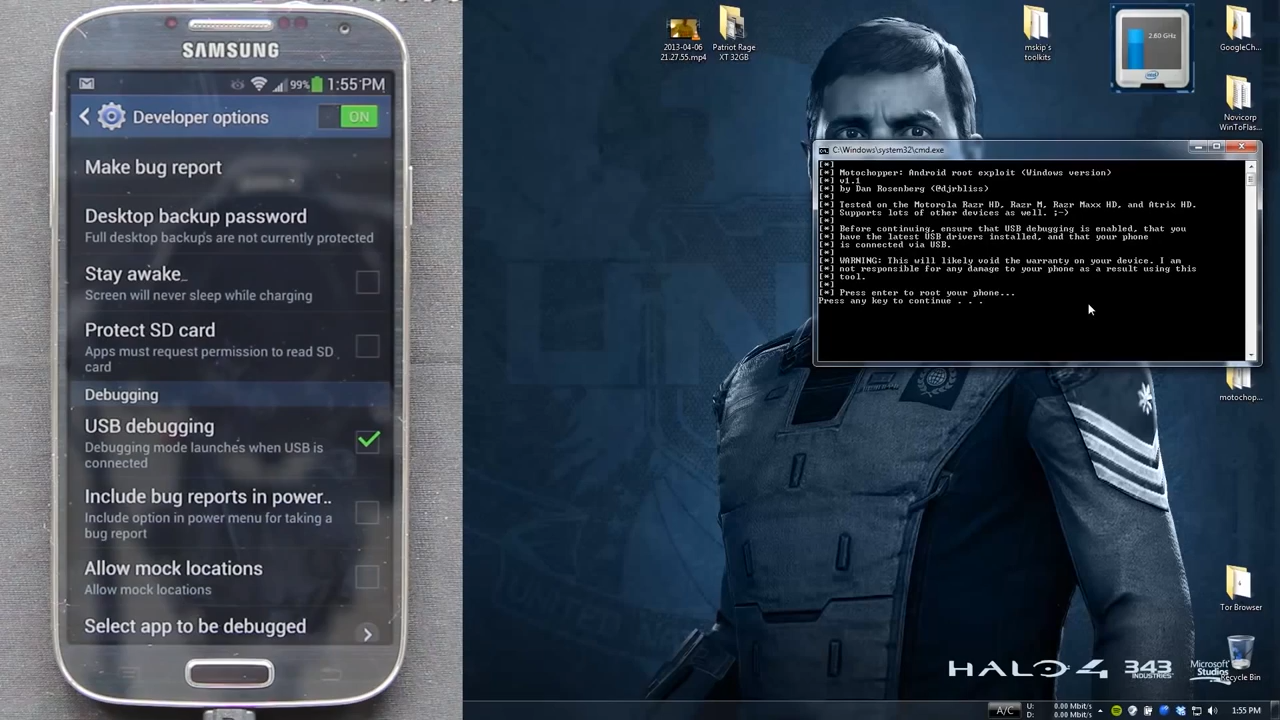 SAMSUNG
99% 1:55 PM
Developer options
ON
Make bug report
Desktop backup password
Full desktop backups are not currently protected
Stay awake
Screen will never sleep while charging
Protect SD card
Apps must request permission to read SD
card
Debugging
USB debugging
Debugging mode launches when USB is
connected
Include bug reports in power..
Include option in power menu for taking a
bug report
Allow mock locations
Allow mock locations
Select app to be debugged
2013-04-06
21.27.55.mp4
Patriot Rage
XT 32GB
mskip's
toolkits
2.60 GHz
intel
GoogleCh...
Novicorp
WinToFlas...
C:\Windows\system32\cmd.exe
[*]
[*] Motochopper: Android root exploit (Windows version)
[*] v1.1
[*] by Dan Rosenberg (@djrbliss)
[*]
[*] Tested on the Motorola Razr HD, Razr M, Razr Maxx HD, and Atrix HD.
[*] Supports lots of other devices as well. ;-)
[*]
[*] Before continuing, ensure that USB debugging is enabled, that you
[*] have the latest USB drivers installed, and that your phone
[*] is connected via USB.
[*]
[*] WARNING: This will likely void the warranty on your device. I am
[*] not responsible for any damage to your phone as a result using this
[*] tool.
[*]
[*] Press enter to root your phone...
Press any key to continue . . .
motochop...
Tor Browser
HALO 4
343
INDUSTRIES
Microsoft
Studios
Recycle Bin
A/C
U: 0.00 Mbit/s
D: 0.00 Mbit/s
1:55 PM